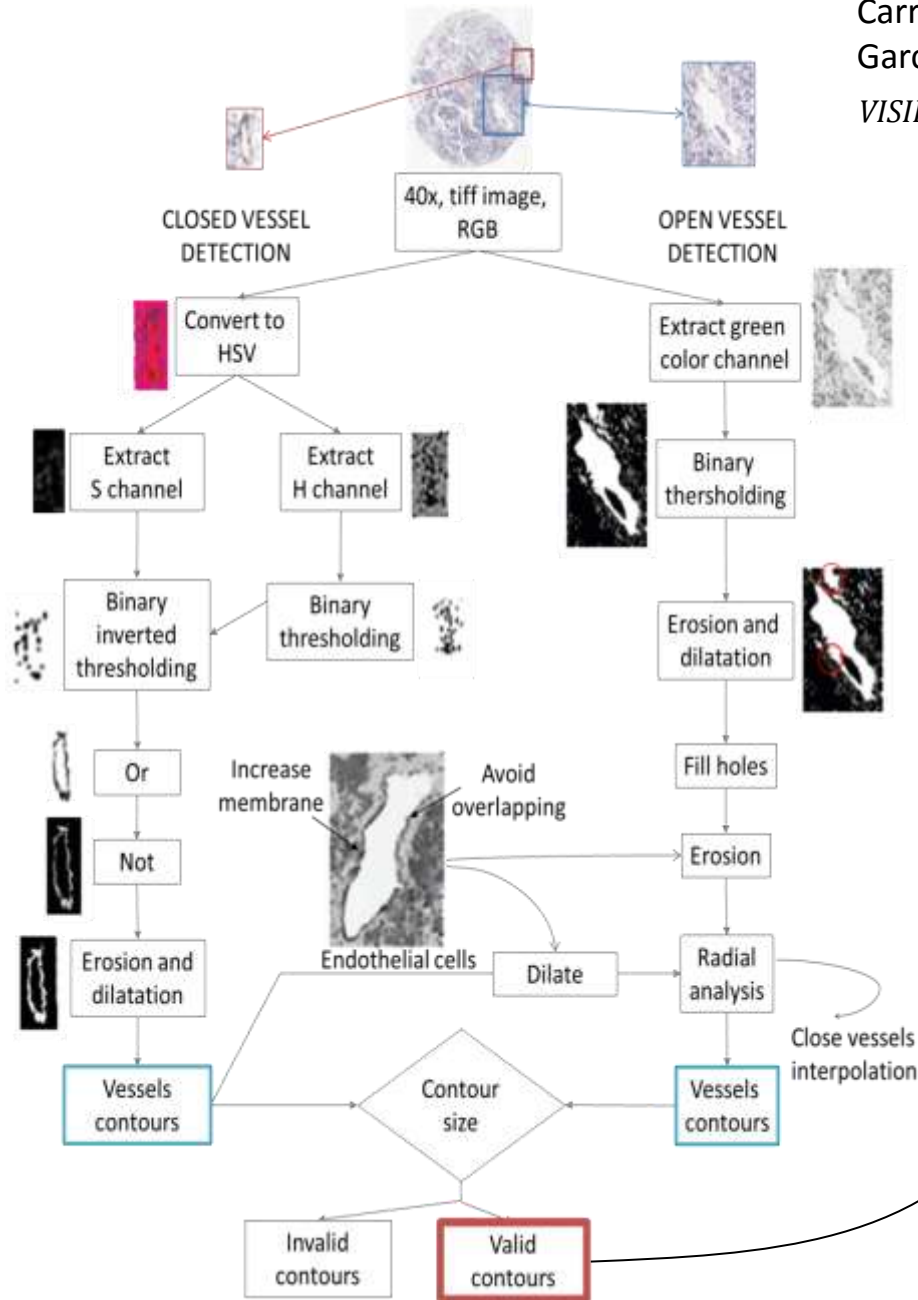 Carr
Gard
VISII
40x, tiff image,
RGB
CLOSED VESSEL
DETECTION
OPEN VESSEL
DETECTION
Convert to
HSV
Extract green
color channel
Extract
S channel
Extract
H channel
Binary
thersholding
Binary
inverted
thresholding
Binary
thresholding
Erosion and
dilatation
Or
Increase
membrane
Avoid
overlapping
Fill holes
Not
Erosion
Erosion and
dilatation
Endothelial cells
Dilate
Radial
analysis
Close vessels
interpolation
Vessels
contours
Contour
size
Vessels
contours
Invalid
contours
Valid
contours